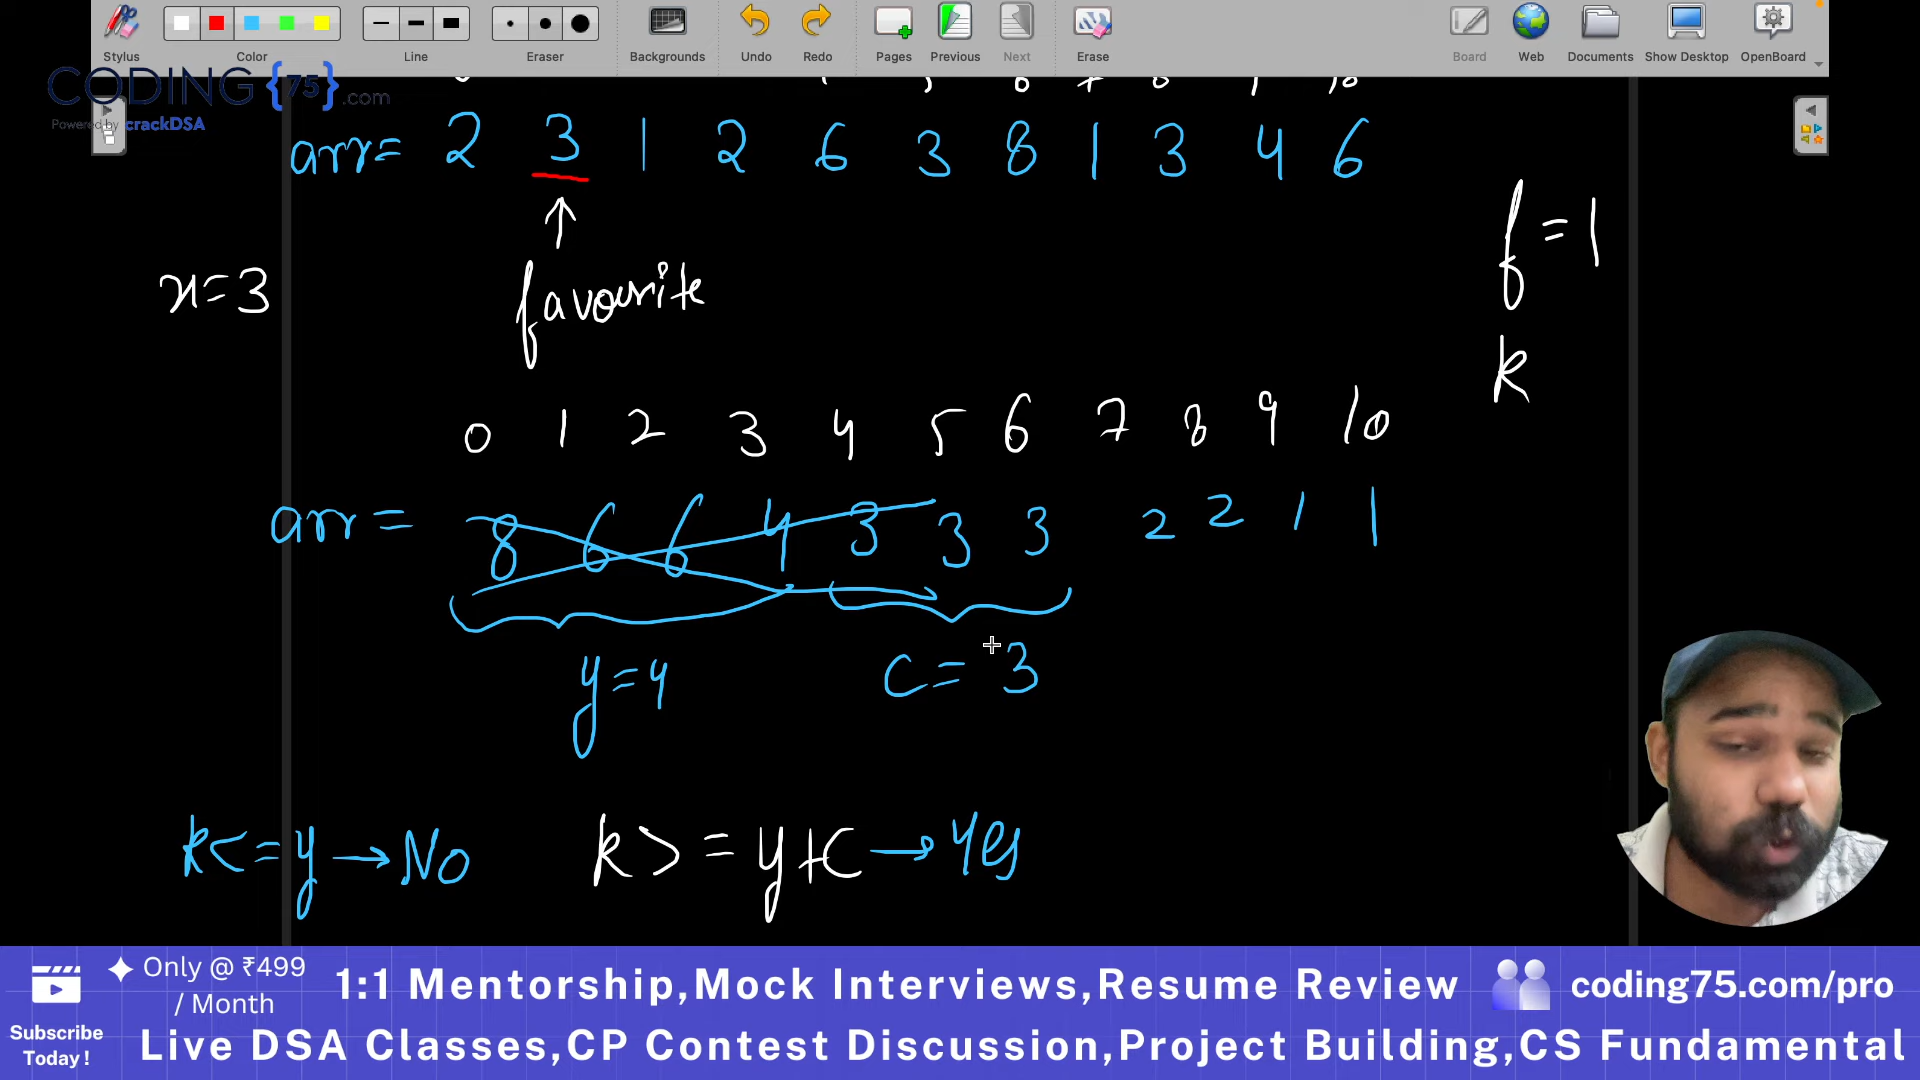 Stylus Color Line Eraser Backgrounds Undo Redo Pages Previous Next Erase Board Web Documents Show Desktop OpenBoard
CODING {75} .com
Powered by crackDSA
arr= 2 3 1 2 6 3 8 1 3 4 6
f = 1
x=3
favourite
k
0 1 2 3 4 5 6 7 8 9 10
arr = 8 6 6 4 3 3 3 2 2 1 1
y=4 c= 3
k<=y → No k>=y+c → Yes
Only @ ₹499
/ Month
1:1 Mentorship,Mock Interviews,Resume Review
coding75.com/pro
Subscribe
Today !
Live DSA Classes,CP Contest Discussion,Project Building,CS Fundamental